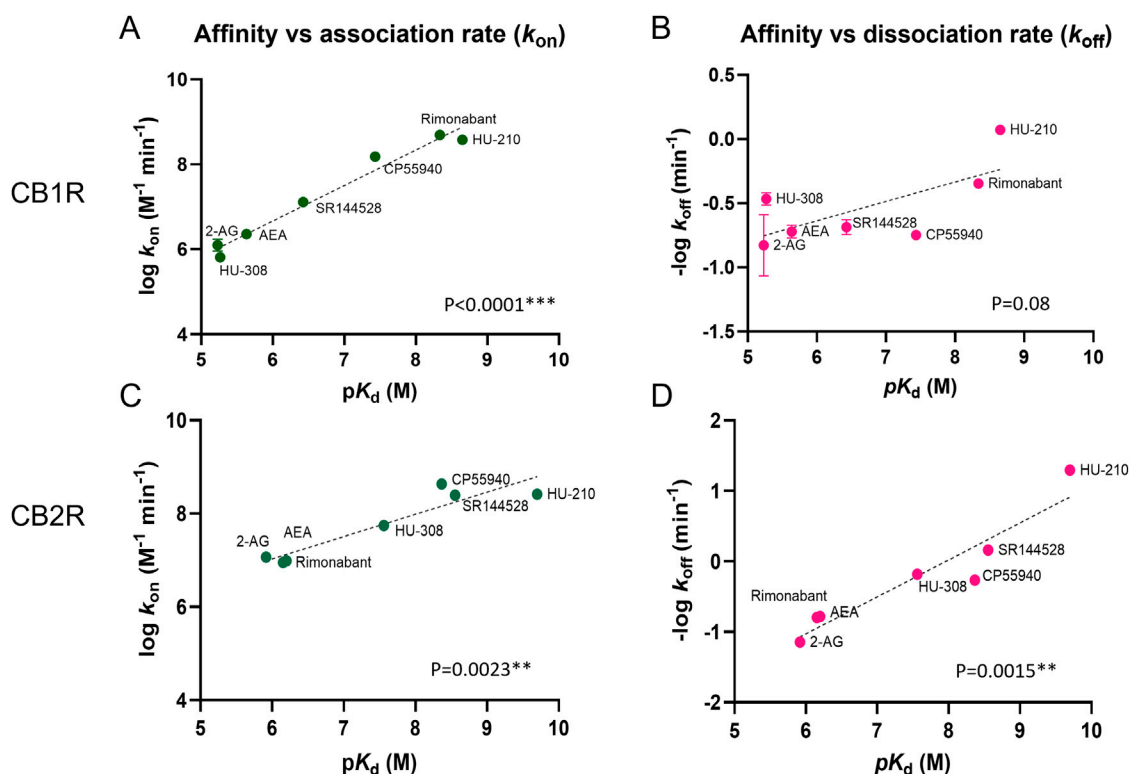 A
Affinity vs association rate (kon)
B
Affinity vs dissociation rate (koff)
CB1R
log kon (M-1 min-1)
10
8
6
4
Rimonabant
HU-210
CP55940
SR144528
2-AG
AEA
HU-308
P<0.0001***
5
6
7
8
9
10
pKd (M)
-log koff (min-1)
0.5
0.0
-0.5
-1.0
-1.5
HU-210
Rimonabant
HU-308
SR144528
AEA
CP55940
2-AG
P=0.08
5
6
7
8
9
10
pKd (M)
C
D
CB2R
log kon (M-1 min-1)
10
8
6
4
CP55940
HU-210
SR144528
AEA
2-AG
HU-308
Rimonabant
P=0.0023**
5
6
7
8
9
10
pKd (M)
-log koff (min-1)
2
1
0
-1
-2
HU-210
SR144528
CP55940
HU-308
Rimonabant
AEA
2-AG
P=0.0015**
5
6
7
8
9
10
pKd (M)